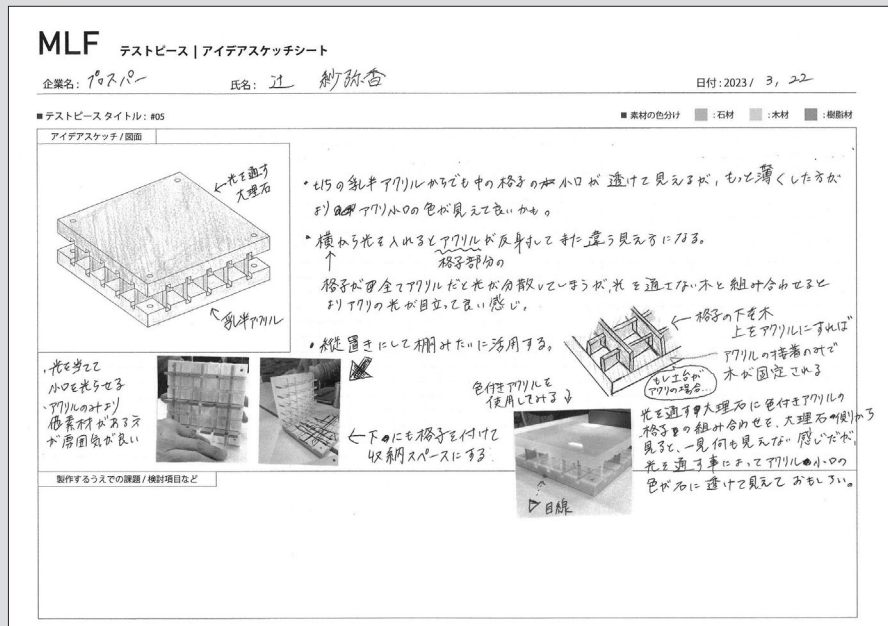 MLF テストピース | アイデアスケッチシート
企業名: プロスパー 氏名: 辻 紗弥香 日付: 2023 / 3, 22
■ テストピース タイトル: #05
■ 素材の色分け :石材 :木材 :樹脂材
アイデアスケッチ / 図面
←光を通す
大理石
乳半アクリル
・t15の乳半アクリルからでも中の格子の小口が透けて見えるが、もっと薄くした方が
よりアクリ小口の色が見えて良いかも。
・横から光を入れるとアクリルが反射してまた違う見え方になる。
↑ 格子部分の
格子が全てアクリルだと光が分散してしまうが、光を通さない木と組み合わせると
よりアクリの光が目立って良い感じ。
・縦置きにして棚みたいに活用する。
← 格子の下を木
上をアクリルにすれば
アクリルの接着のみで
木が固定される
もし土台が
アクリの場合…
・光を当てて
小口を光らせる
・アクリルのみより
他素材がある方
が雰囲気が良い
←下にも格子を付けて
収納スペースにする
色付きアクリルを
使用してみる
光を通す大理石に色付きアクリルの
格子の組み合わせを、大理石側から
見ると、一見何も見えない感じだが、
光を通す事によってアクリル小口の
色が石に透けて見えておもしろい。
目線
製作するうえでの課題 / 検討項目など